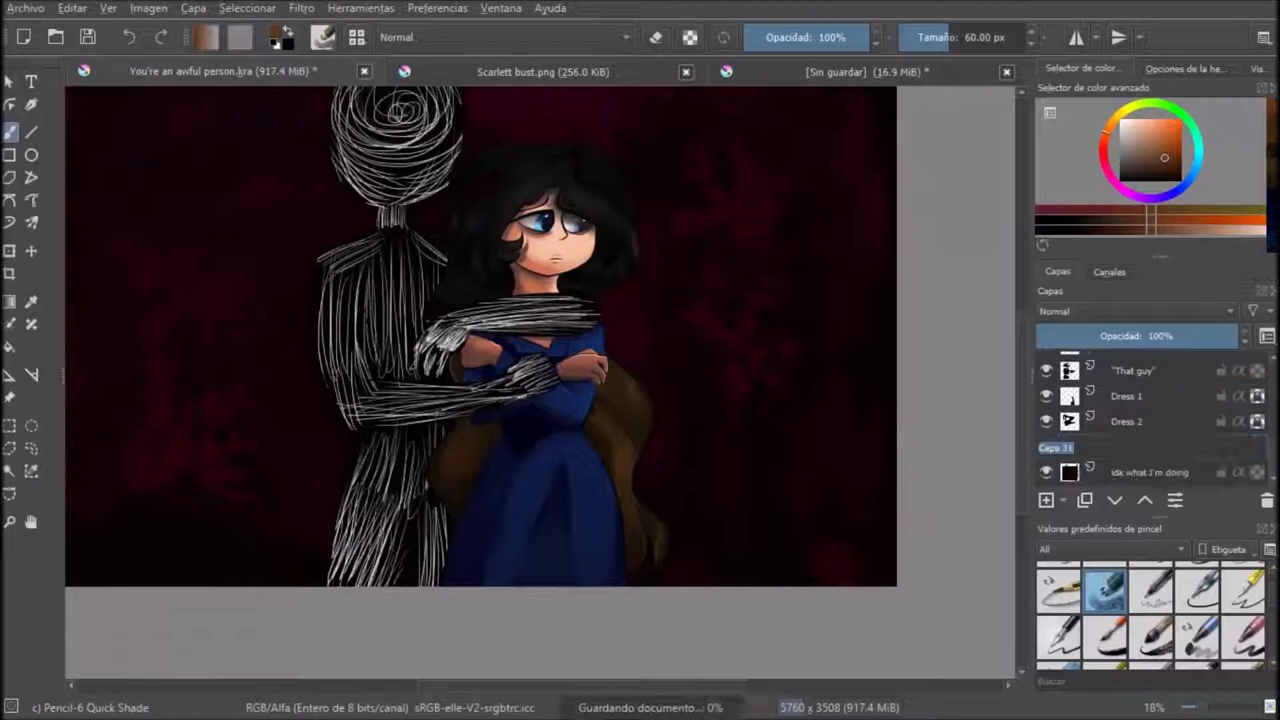 Archivo Editar Ver Imagen Capa Seleccionar Filtro Herramientas Preferencias Ventana Ayuda
Normal
Opacidad: 100%
Tamaño: 60.00 px
You're an awful person.kra (917.4 MiB) *
Scarlett bust.png (256.0 KiB)
[Sin guardar] (16.9 MiB) *
Selector de color...
Opciones de la he...
Vis...
Selector de color avanzado
Capas
Canales
Capas
Normal
Opacidad: 100%
"That guy"
Dress 1
Dress 2
Capa 31
idk what I'm doing
Valores predefinidos de pincel
All
Etiqueta
Buscar
c) Pencil-6 Quick Shade
RGB/Alfa (Entero de 8 bits/canal) sRGB-elle-V2-srgbtrc.icc
Guardando documento...: 0%
5760 x 3508 (917.4 MiB)
18%